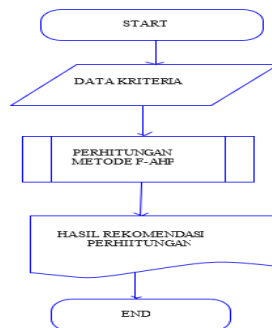 START
DATA KRITERIA
PERHITUNGAN
METODE F-AHP
HASIL REKOMENDASI
PERHIITUNGAN
END